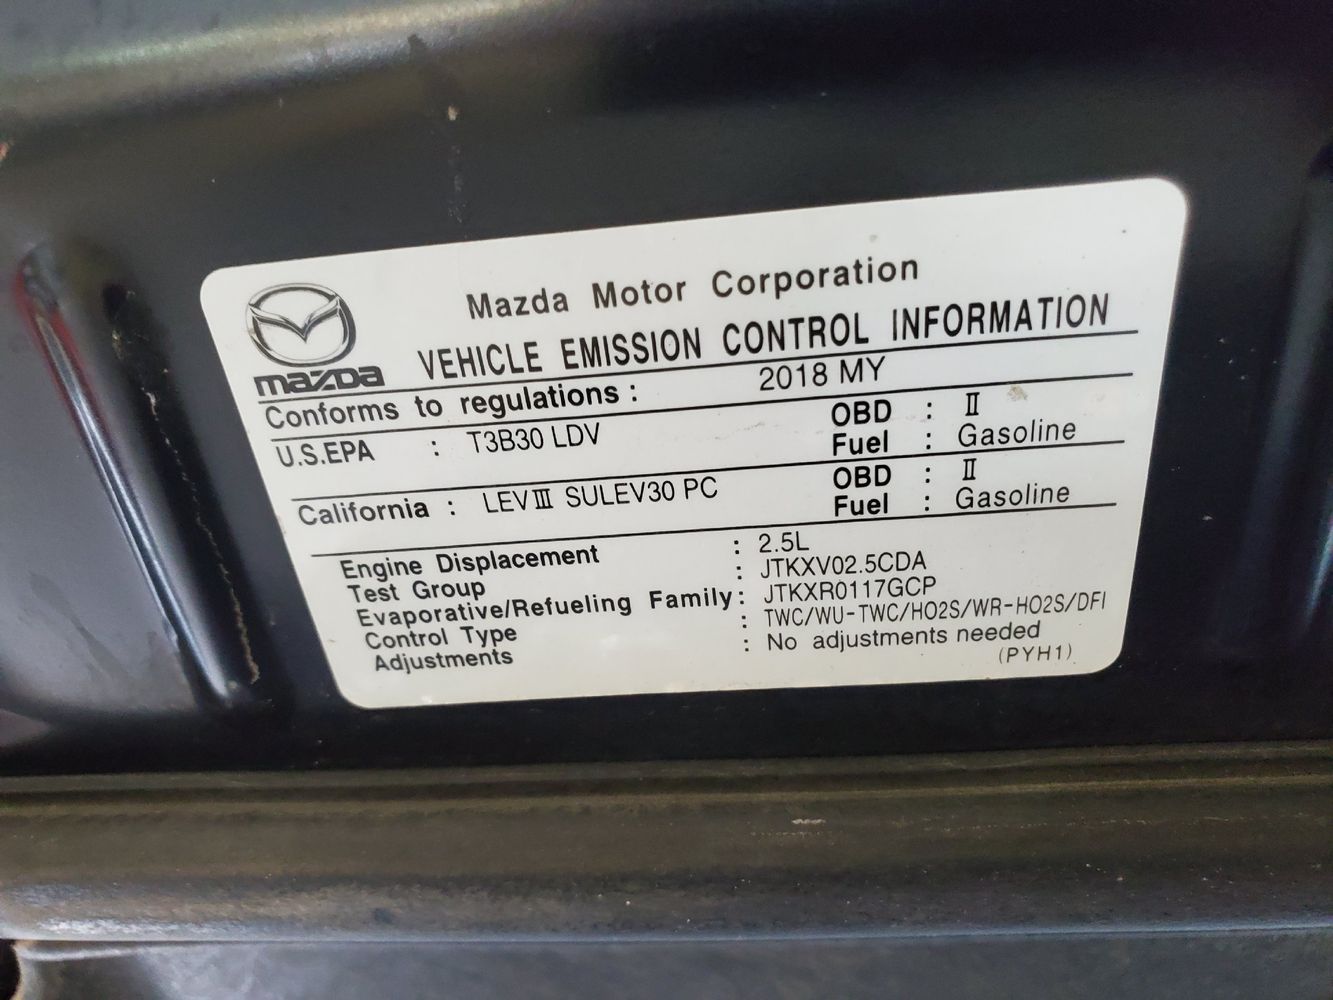 Mazda Motor Corporation
mazda
VEHICLE EMISSION CONTROL INFORMATION
Conforms to regulations : 2018 MY
U.S.EPA : T3B30 LDV OBD : II
Fuel : Gasoline
California : LEVIII SULEV30 PC OBD : II
Fuel : Gasoline
Engine Displacement : 2.5L
Test Group : JTKXV02.5CDA
Evaporative/Refueling Family : JTKXR0117GCP
Control Type : TWC/WU-TWC/HO2S/WR-HO2S/DFI
Adjustments : No adjustments needed
(PYH1)